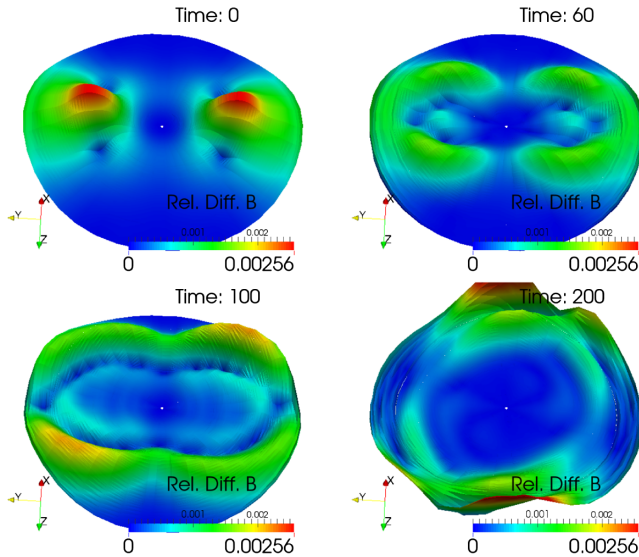 Time: 0
X
Y
Z
Rel. Diff. B
0.001
0.002
0
0.00256
Time: 60
X
Y
Z
Rel. Diff. B
0.001
0.002
0
0.00256
Time: 100
X
Y
Z
Rel. Diff. B
0.001
0.002
0
0.00256
Time: 200
X
Y
Z
Rel. Diff. B
0.001
0.002
0
0.00256